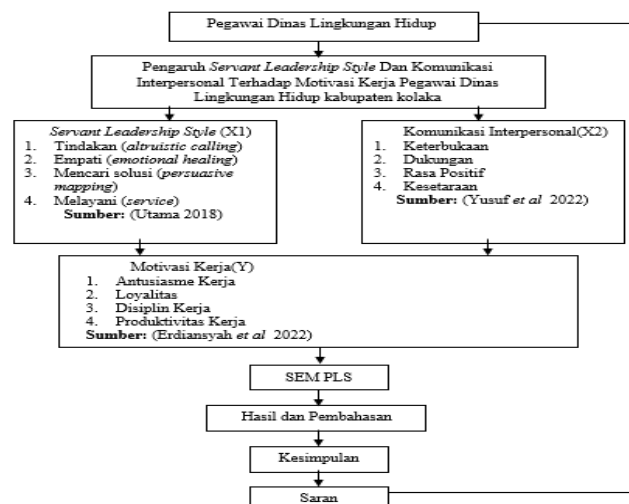 Pegawai Dinas Lingkungan Hidup
Pengaruh Servant Leadership Style Dan Komunikasi
Interpersonal Terhadap Motivasi Kerja Pegawai Dinas
Lingkungan Hidup kabupaten kolaka
Servant Leadership Style (X1)
1. Tindakan (altruistic calling)
2. Empati (emotional healing)
3. Mencari solusi (persuasive
mapping)
4. Melayani (service)
Sumber: (Utama 2018)
Komunikasi Interpersonal(X2)
1. Keterbukaan
2. Dukungan
3. Rasa Positif
4. Kesetaraan
Sumber: (Yusuf et al 2022)
Motivasi Kerja(Y)
1. Antusiasme Kerja
2. Loyalitas
3. Disiplin Kerja
4. Produktivitas Kerja
Sumber: (Erdiansyah et al 2022)
SEM PLS
Hasil dan Pembahasan
Kesimpulan
Saran